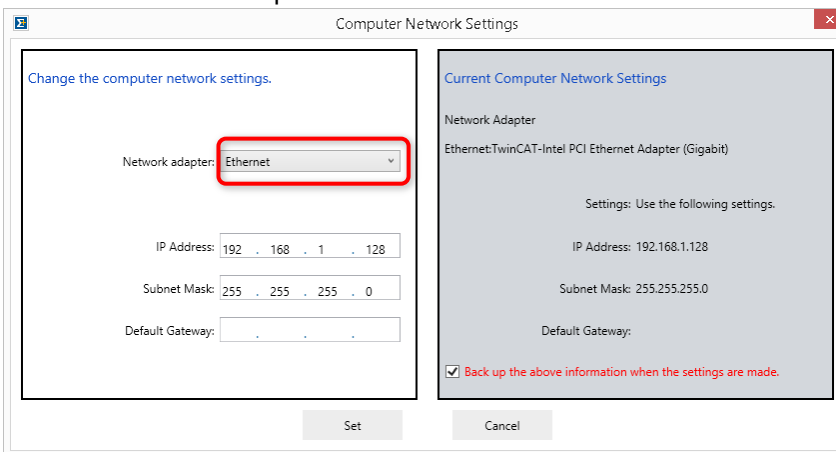 Computer Network Settings
Change the computer network settings.
Network adapter: Ethernet
IP Address: 192 . 168 . 1 . 128
Subnet Mask: 255 . 255 . 255 . 0
Default Gateway: . . .
Current Computer Network Settings
Network Adapter
Ethernet:TwinCAT-Intel PCI Ethernet Adapter (Gigabit)
Settings: Use the following settings.
IP Address: 192.168.1.128
Subnet Mask: 255.255.255.0
Default Gateway:
Back up the above information when the settings are made.
Set
Cancel